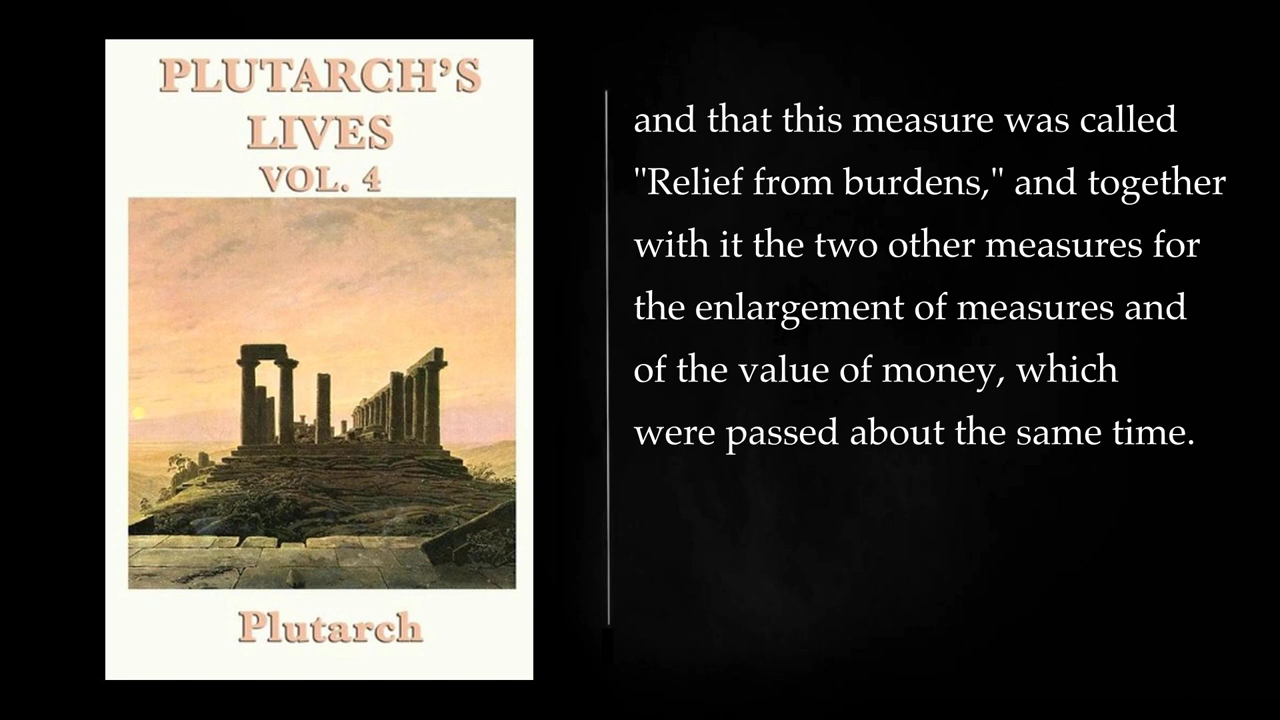 PLUTARCH'S
LIVES
VOL. 4
Plutarch
and that this measure was called
"Relief from burdens," and together
with it the two other measures for
the enlargement of measures and
of the value of money, which
were passed about the same time.